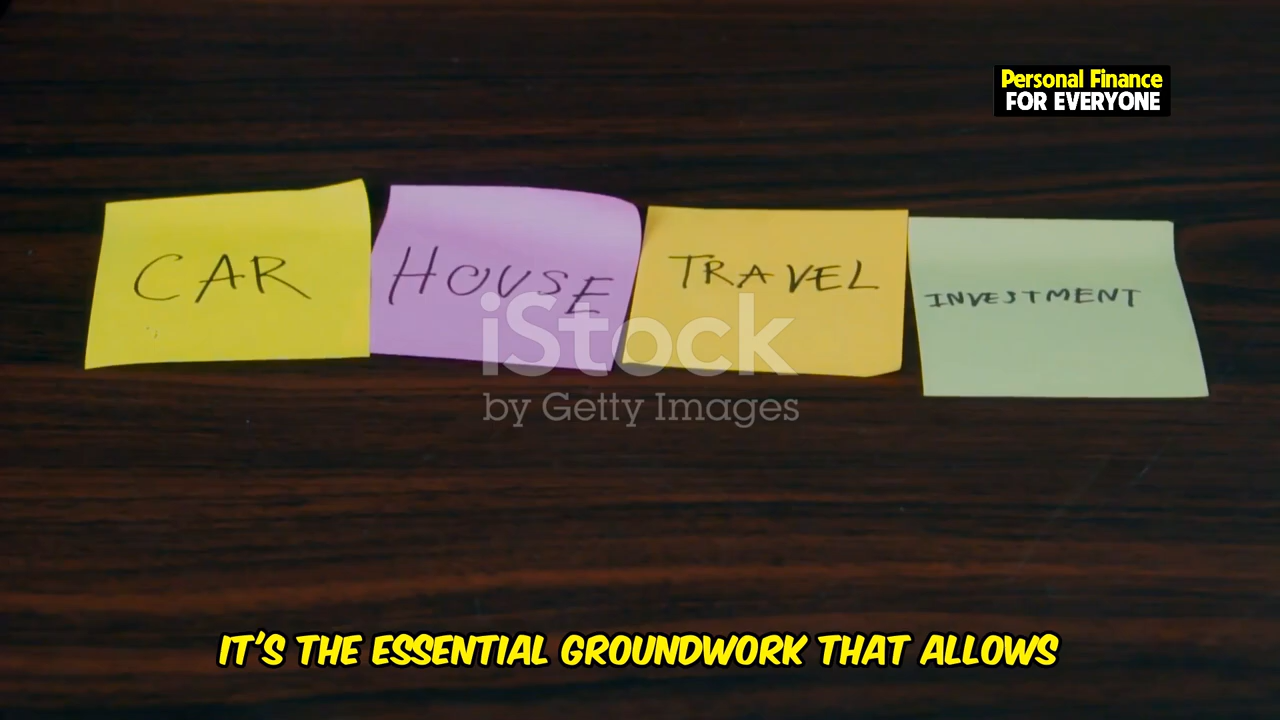 Personal Finance
FOR EVERYONE
CAR HOUSE TRAVEL INVESTMENT
iStock
by Getty Images
IT'S THE ESSENTIAL GROUNDWORK THAT ALLOWS